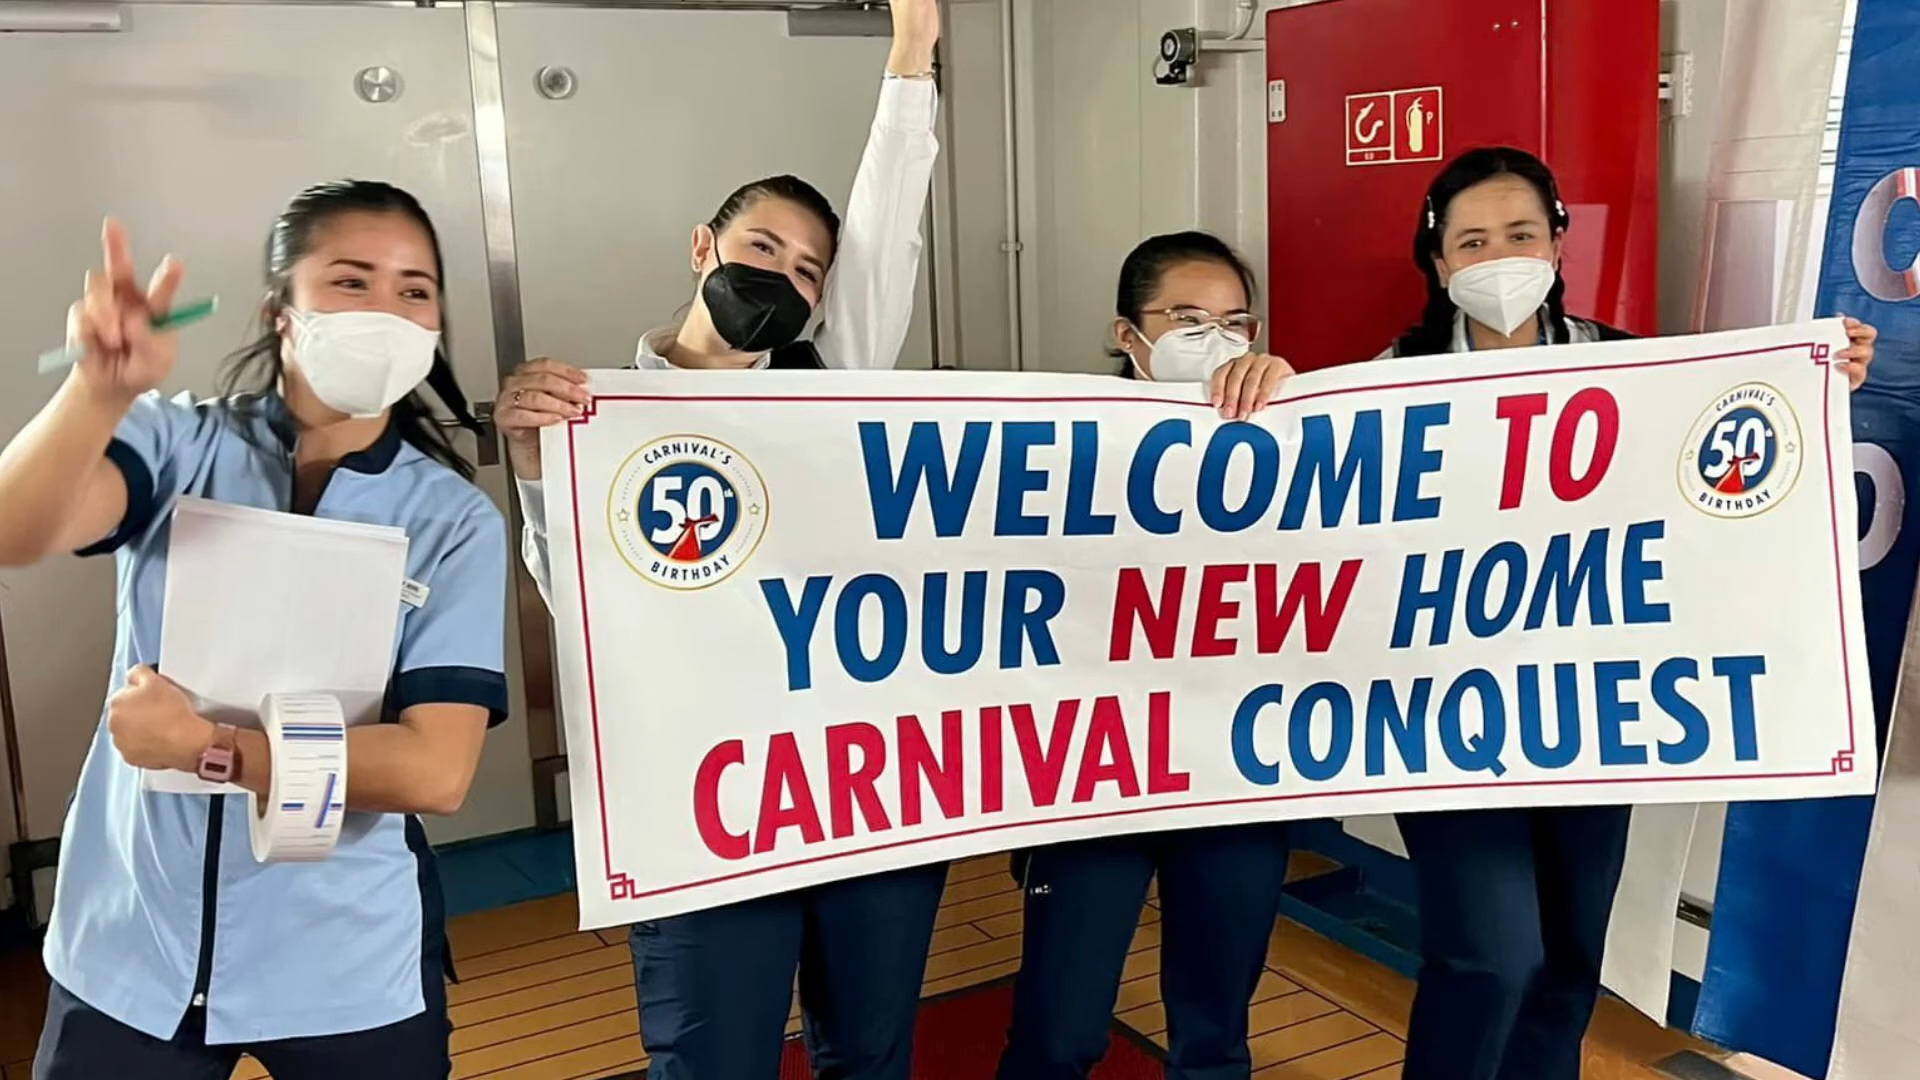 WELCOME TO
YOUR NEW HOME
CARNIVAL CONQUEST
CARNIVAL'S
50th
BIRTHDAY
CARNIVAL'S
50th
BIRTHDAY
P